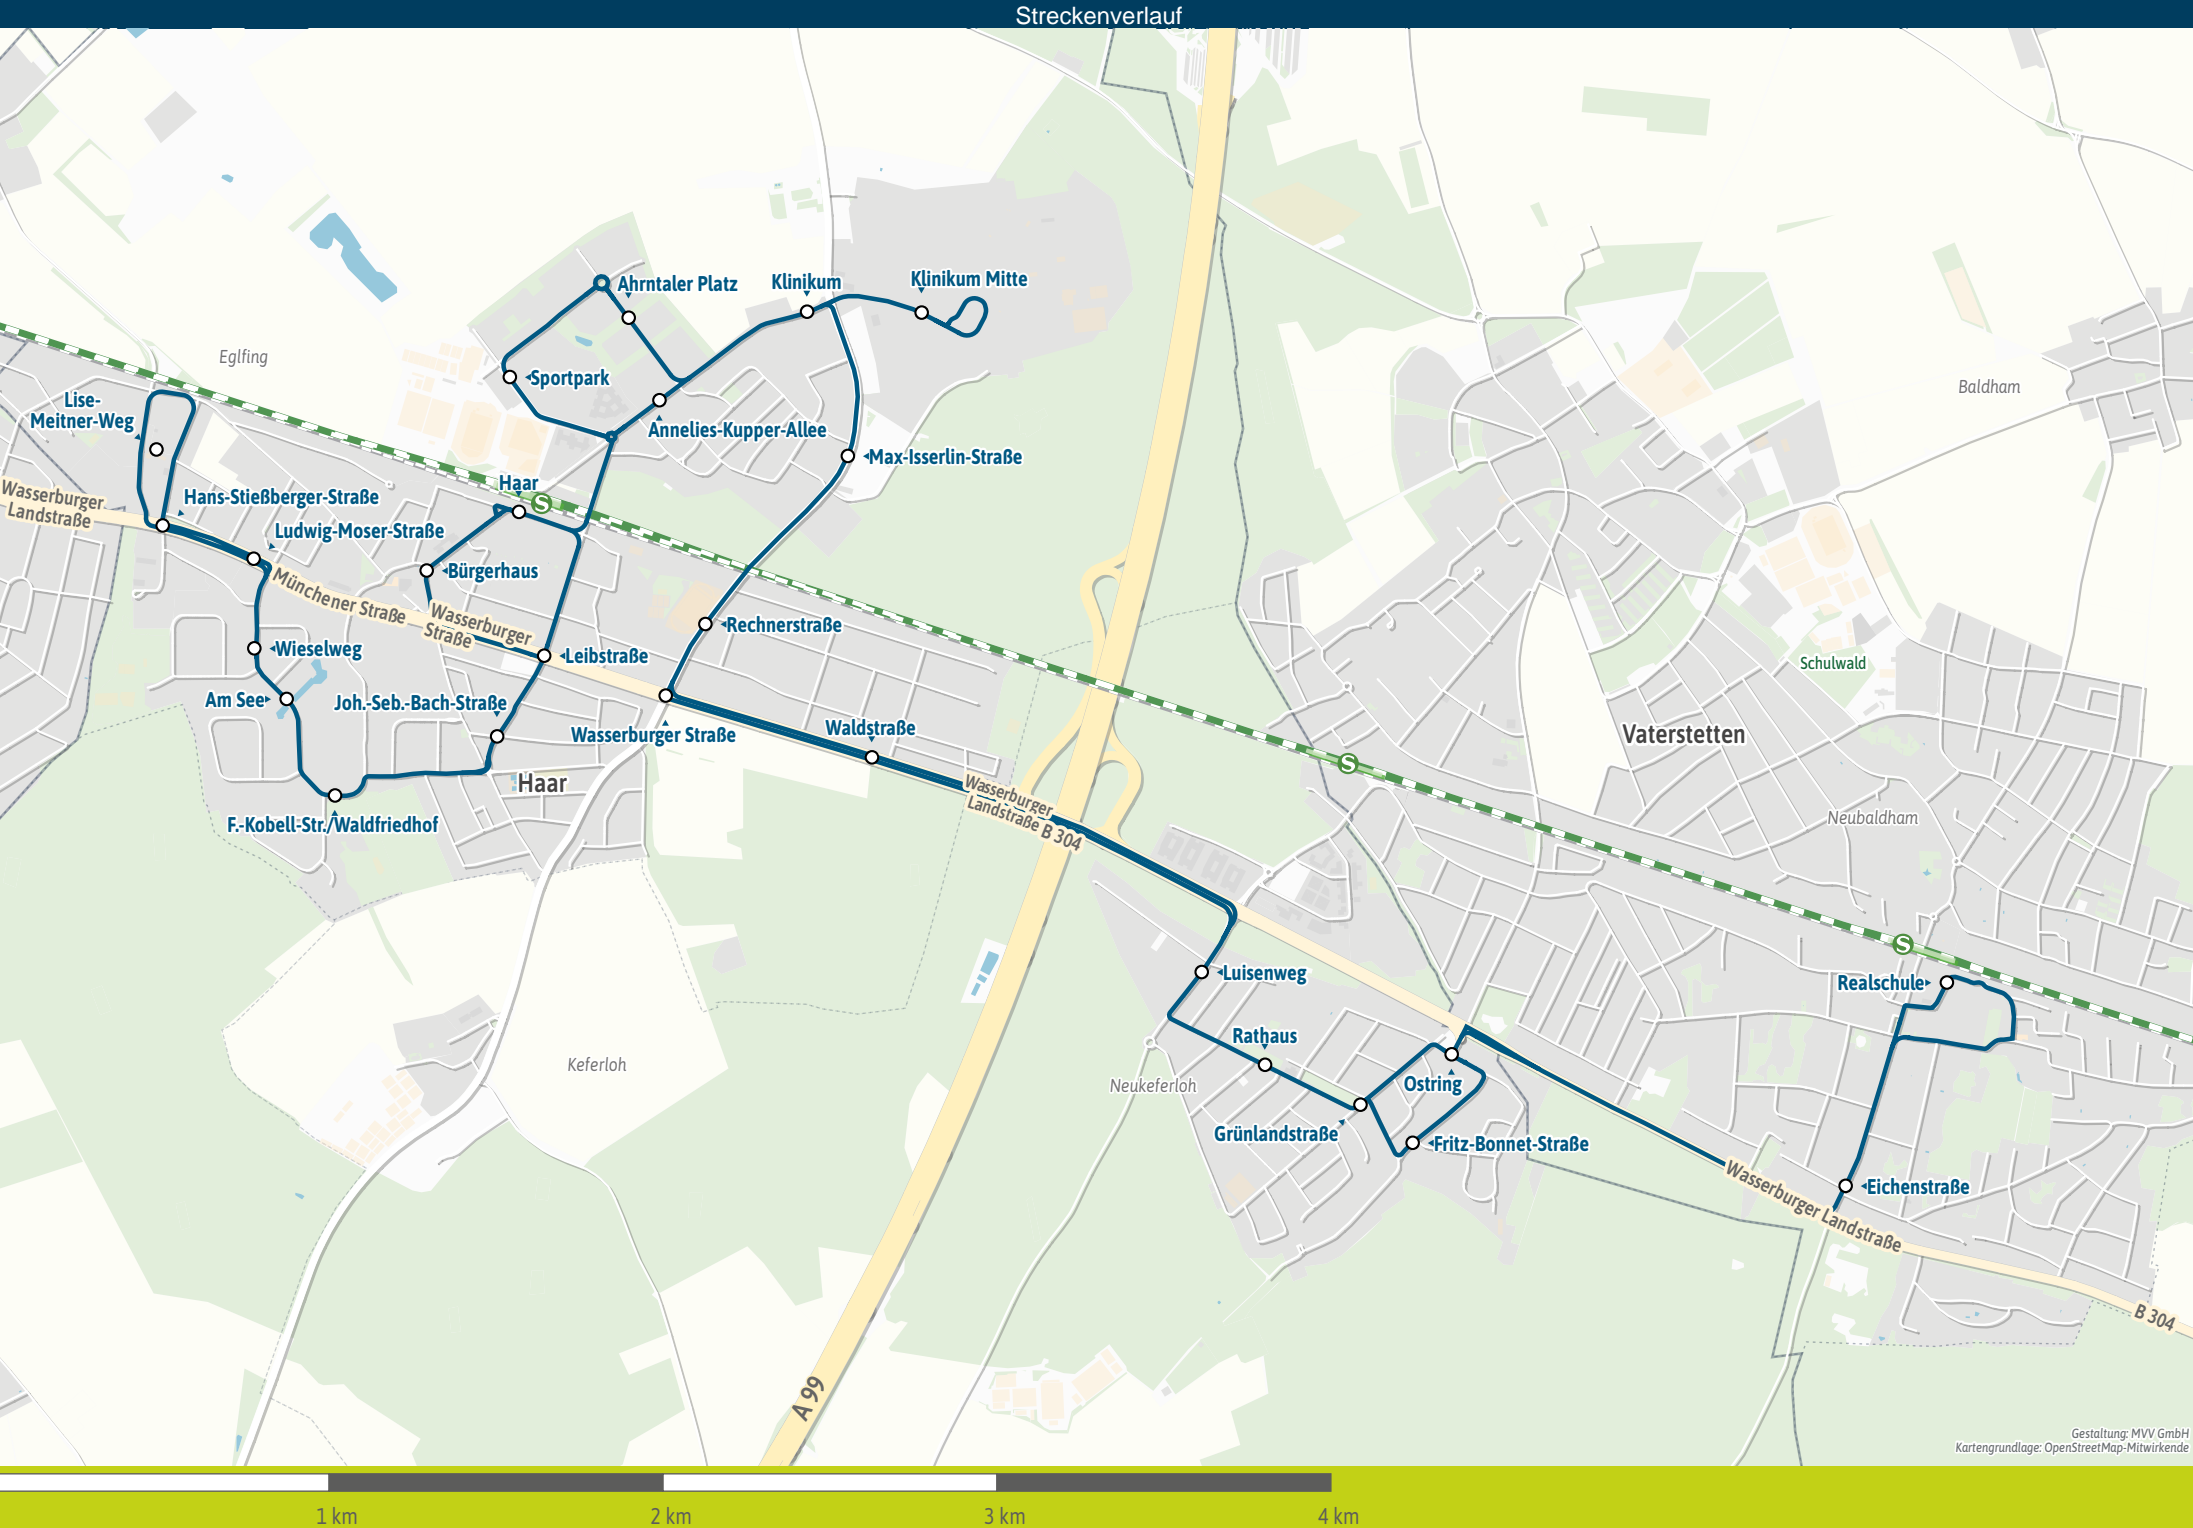 Streckenverlauf
Ahrntaler Platz
Klinikum
Klinikum Mitte
Eglfing
Sportpark
Baldham
Lise-
Meitner-Weg
Annelies-Kupper-Allee
Max-Isserlin-Straße
Haar
S
Wasserburger
Landstraße
Hans-Stießberger-Straße
Ludwig-Moser-Straße
Münchener Straße
Bürgerhaus
Wasserburger
Straße
Rechnerstraße
Wieselweg
Leibstraße
Schulwald
Am See
Joh.-Seb.-Bach-Straße
Wasserburger Straße
Waldstraße
Vaterstetten
S
Haar
Wasserburger
Landstraße B 304
F.-Kobell-Str./Waldfriedhof
Neubaldham
S
Luisenweg
Realschule
Rathaus
Keferloh
Neukeferloh
Ostring
Grünlandstraße
Fritz-Bonnet-Straße
Eichenstraße
Wasserburger Landstraße
B 304
A 99
Gestaltung: MVV GmbH
Kartengrundlage: OpenStreetMap-Mitwirkende
1 km
2 km
3 km
4 km